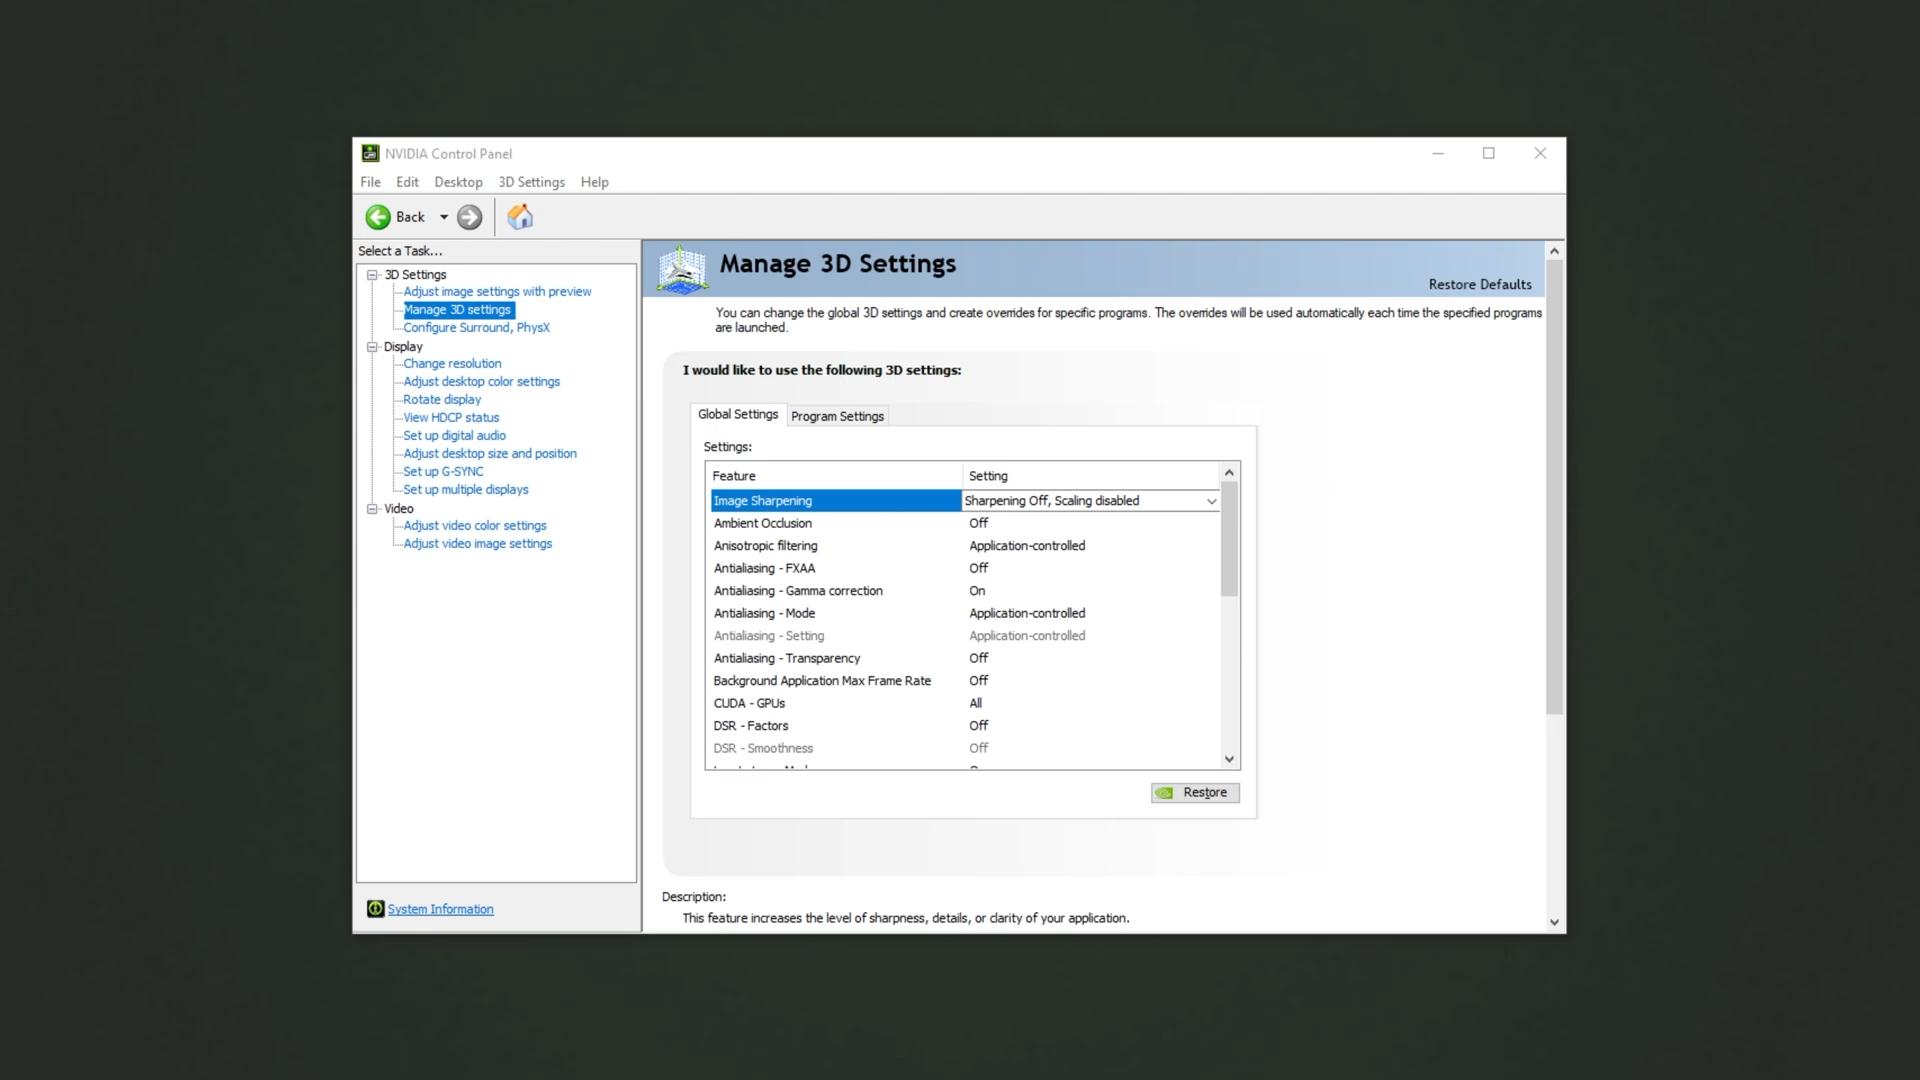 NVIDIA Control Panel
File Edit Desktop 3D Settings Help
Back
Select a Task...
3D Settings
Adjust image settings with preview
Manage 3D settings
Configure Surround, PhysX
Display
Change resolution
Adjust desktop color settings
Rotate display
View HDCP status
Set up digital audio
Adjust desktop size and position
Set up G-SYNC
Set up multiple displays
Video
Adjust video color settings
Adjust video image settings
System Information
Manage 3D Settings
Restore Defaults
You can change the global 3D settings and create overrides for specific programs. The overrides will be used automatically each time the specified programs
are launched.
I would like to use the following 3D settings:
Global Settings Program Settings
Settings:
Feature Setting
Image Sharpening Sharpening Off, Scaling disabled
Ambient Occlusion Off
Anisotropic filtering Application-controlled
Antialiasing - FXAA Off
Antialiasing - Gamma correction On
Antialiasing - Mode Application-controlled
Antialiasing - Setting Application-controlled
Antialiasing - Transparency Off
Background Application Max Frame Rate Off
CUDA - GPUs All
DSR - Factors Off
DSR - Smoothness Off
Restore
Description:
This feature increases the level of sharpness, details, or clarity of your application.